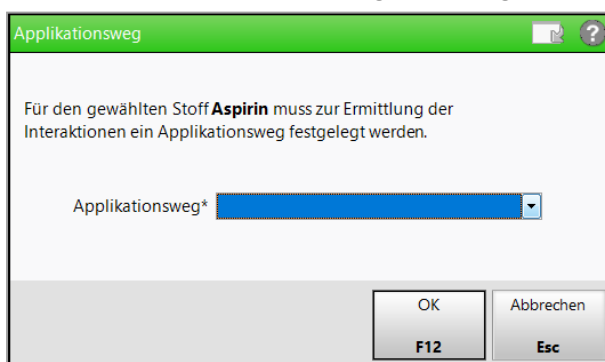 Applikationsweg
?
Für den gewählten Stoff Aspirin muss zur Ermittlung der
Interaktionen ein Applikationsweg festgelegt werden.
Applikationsweg*
OK Abbrechen
F12 Esc